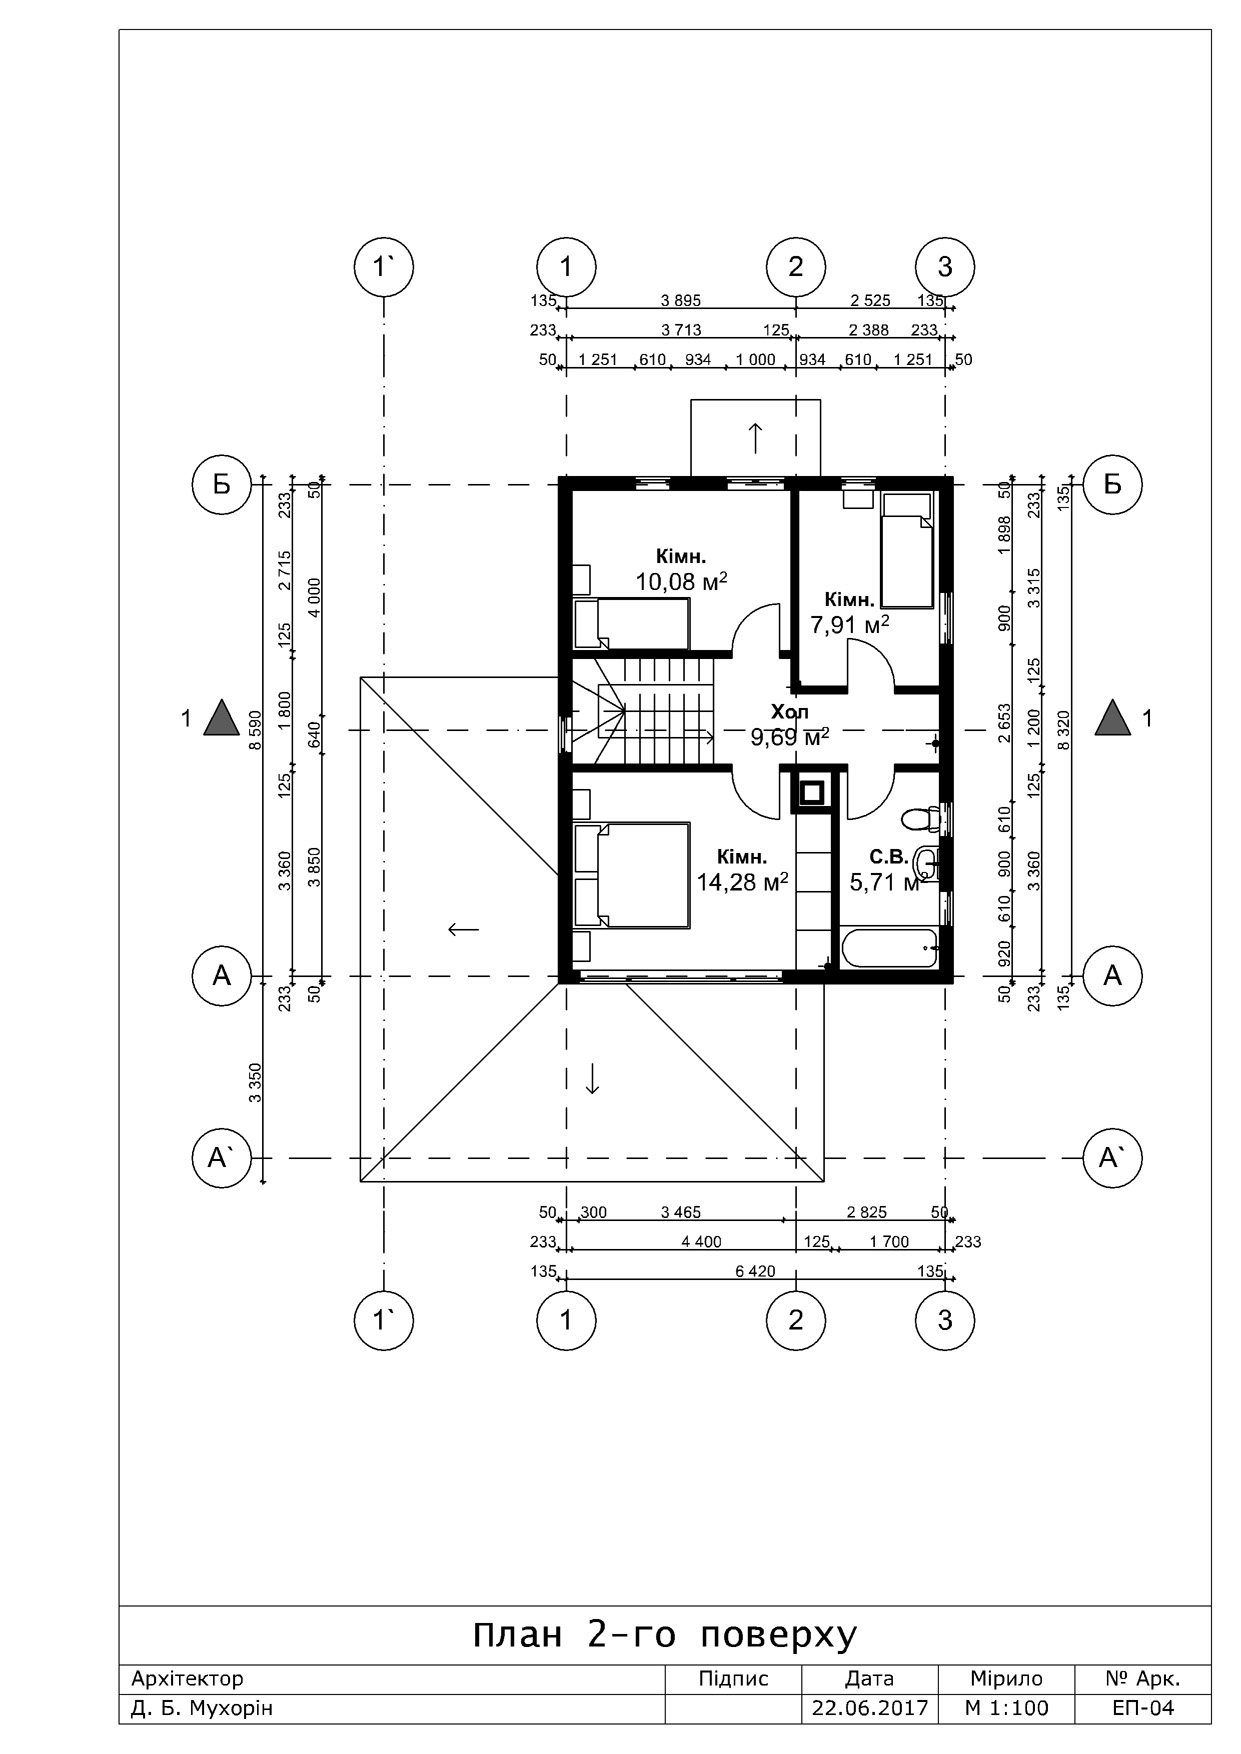 1` 1 2 3
135 3 895 2 525 135
233 3 713 125 2 388 233
50 1 251 610 934 1 000 934 610 1 251 50
Б Б
8 590 3 350
233 2 715 125 1 800 125 3 360 233
50 4 000 640 3 850 50
50 1 898 900 2 653 610 900 610 920 50
233 3 315 125 1 200 125 3 360 233
135 8 320 135
Кімн.
10,08 м²
Кімн.
7,91 м²
1 1
Хол
9,69 м²
Кімн.
14,28 м²
С.В.
5,71 м²
А А
А` А`
50 300 3 465 2 825 50
233 4 400 125 1 700 233
135 6 420 135
1` 1 2 3
План 2-го поверху
Архітектор Підпис Дата Мірило № Арк.
Д. Б. Мухорін 22.06.2017 М 1:100 ЕП-04